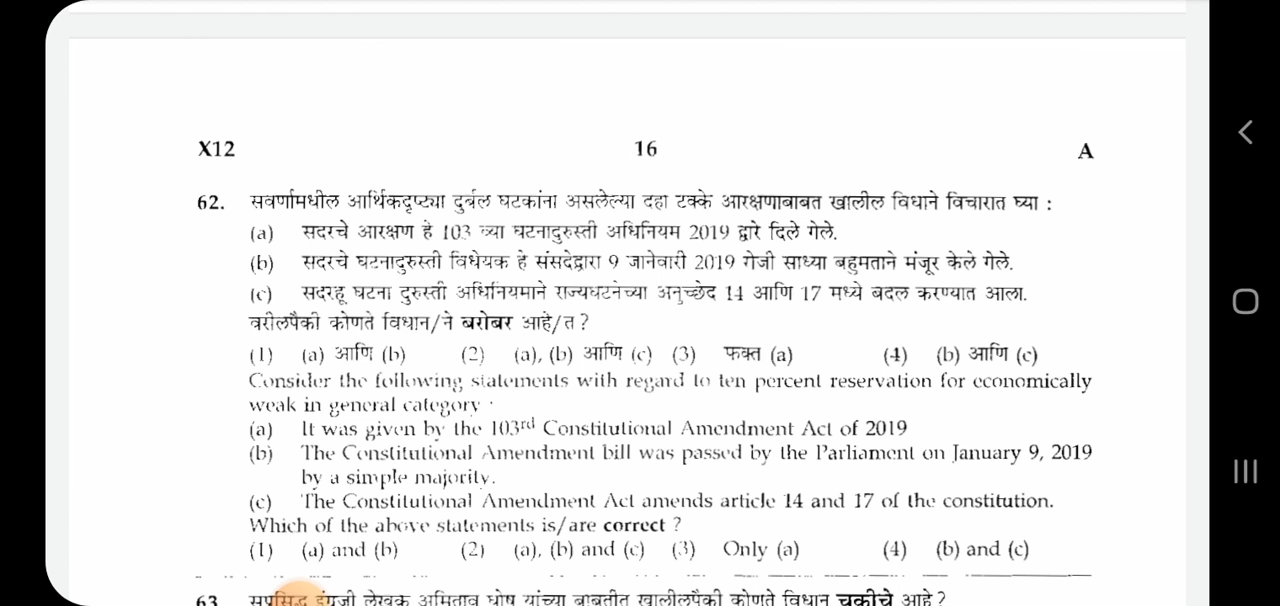 X12 16 A
62. सवर्णामधील आर्थिकदृष्ट्या दुर्बल घटकांना असलेल्या दहा टक्के आरक्षणाबाबत खालील विधाने विचारात घ्या :
(a) सदरचे आरक्षण हे 103 व्या घटनादुरुस्ती अधिनियम 2019 द्वारे दिले गेले.
(b) सदरचे घटनादुरुस्ती विधेयक हे संसदेद्वारा 9 जानेवारी 2019 रोजी साध्या बहुमताने मंजूर केले गेले.
(c) सदरहू घटना दुरुस्ती अधिनियमाने राज्यघटनेच्या अनुच्छेद 14 आणि 17 मध्ये बदल करण्यात आला.
वरीलपैकी कोणते विधान/ने बरोबर आहे/त ?
(1) (a) आणि (b) (2) (a), (b) आणि (c) (3) फक्त (a) (4) (b) आणि (c)
Consider the following statements with regard to ten percent reservation for economically
weak in general category :
(a) It was given by the 103rd Constitutional Amendment Act of 2019
(b) The Constitutional Amendment bill was passed by the Parliament on January 9, 2019
by a simple majority.
(c) The Constitutional Amendment Act amends article 14 and 17 of the constitution.
Which of the above statements is/are correct ?
(1) (a) and (b) (2) (a), (b) and (c) (3) Only (a) (4) (b) and (c)
63. सुप्रसिद्ध इंग्रजी लेखक अमिताव घोष यांच्या बाबतीत खालीलपैकी कोणते विधान चुकीचे आहे ?